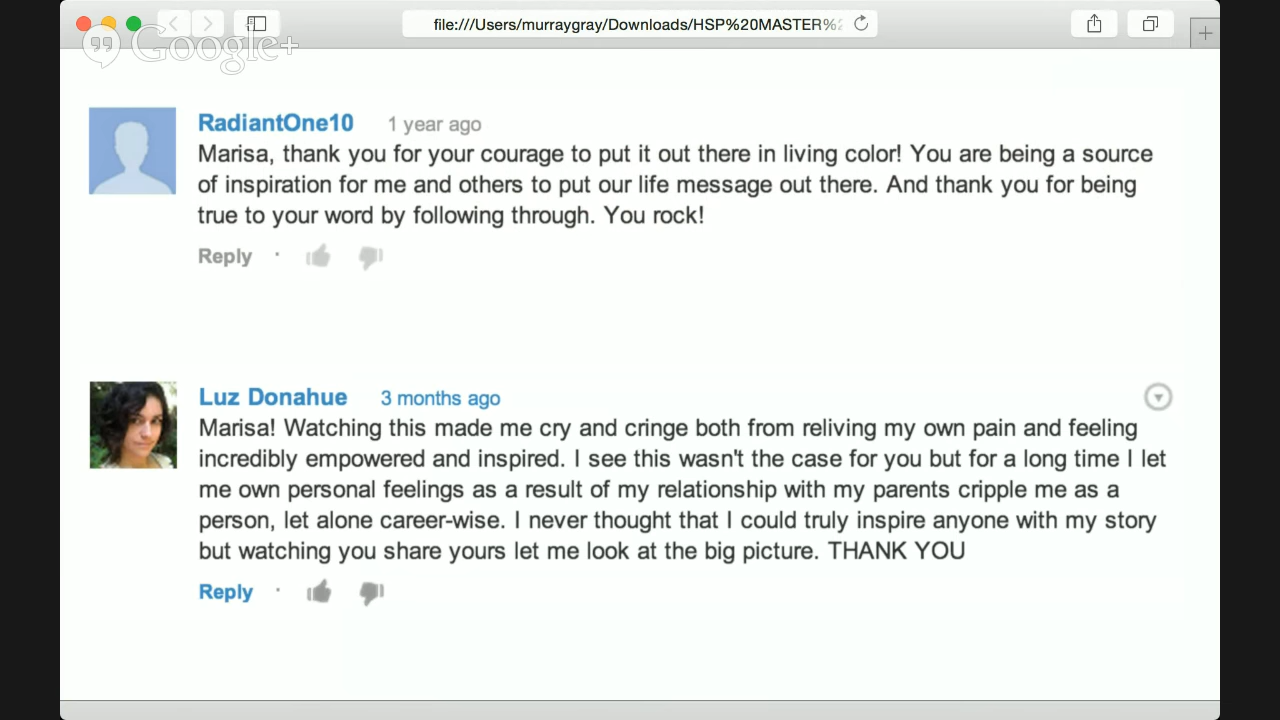 file:///Users/murraygray/Downloads/HSP%20MASTER%2
Google+
RadiantOne10 1 year ago
Marisa, thank you for your courage to put it out there in living color! You are being a source
of inspiration for me and others to put our life message out there. And thank you for being
true to your word by following through. You rock!
Reply ·
Luz Donahue 3 months ago
Marisa! Watching this made me cry and cringe both from reliving my own pain and feeling
incredibly empowered and inspired. I see this wasn't the case for you but for a long time I let
me own personal feelings as a result of my relationship with my parents cripple me as a
person, let alone career-wise. I never thought that I could truly inspire anyone with my story
but watching you share yours let me look at the big picture. THANK YOU
Reply ·